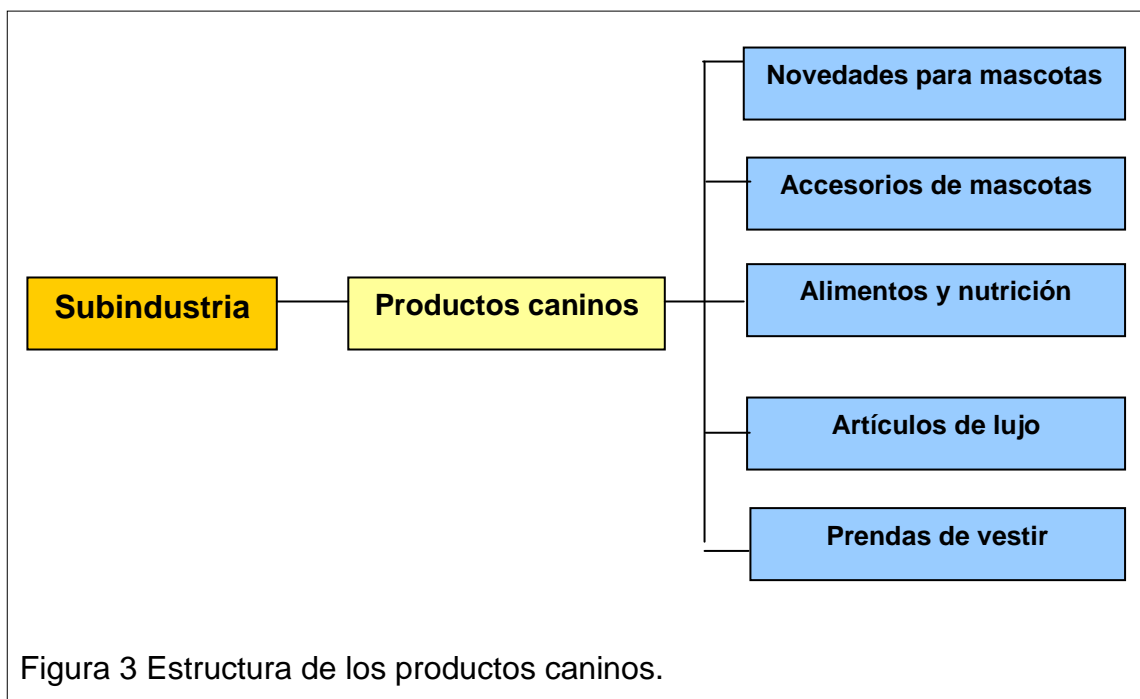 Subindustria
Productos caninos
Novedades para mascotas
Accesorios de mascotas
Alimentos y nutrición
Artículos de lujo
Prendas de vestir
Figura 3 Estructura de los productos caninos.